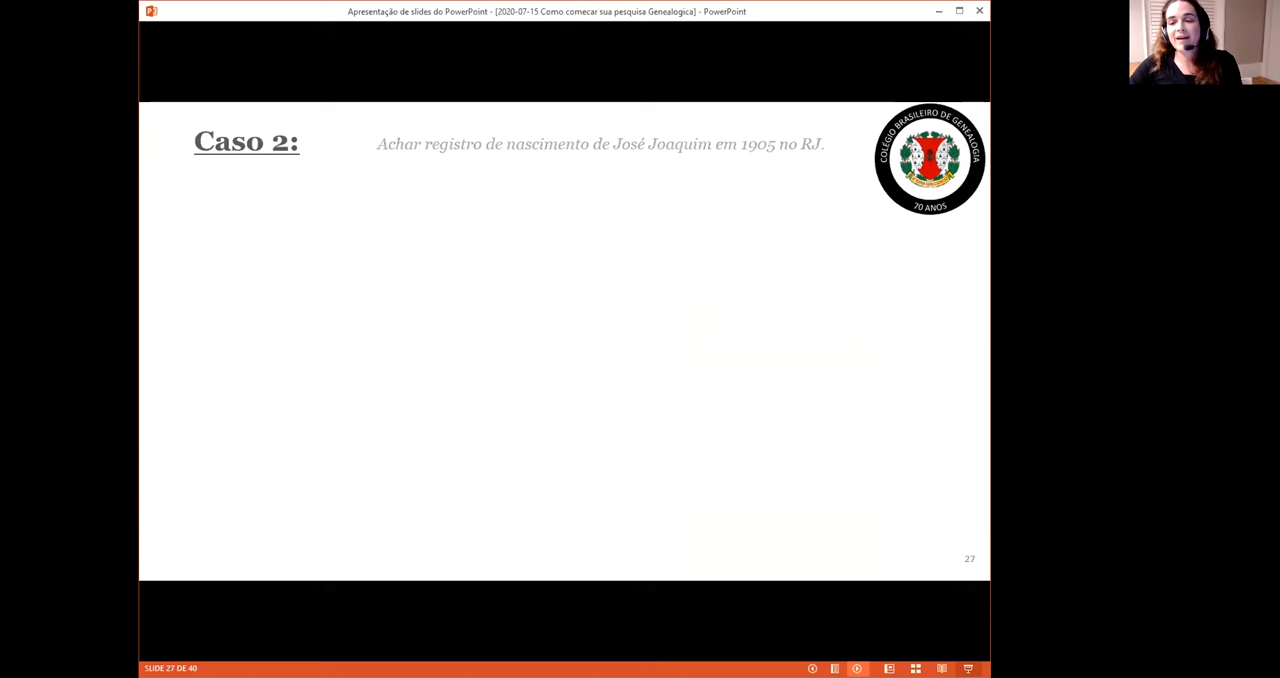 Apresentação de slides do PowerPoint - [2020-07-15 Como comecar sua pesquisa Genealogica] - PowerPoint
Caso 2:
Achar registro de nascimento de José Joaquim em 1905 no RJ.
COLÉGIO BRASILEIRO DE GENEALOGIA
70 ANOS
27
SLIDE 27 DE 40